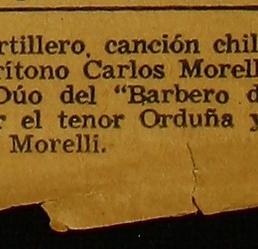 rtillero, canción chil
rítono Carlos Morell
Dúo del “Barbero d
r el tenor Orduña y
Morelli.